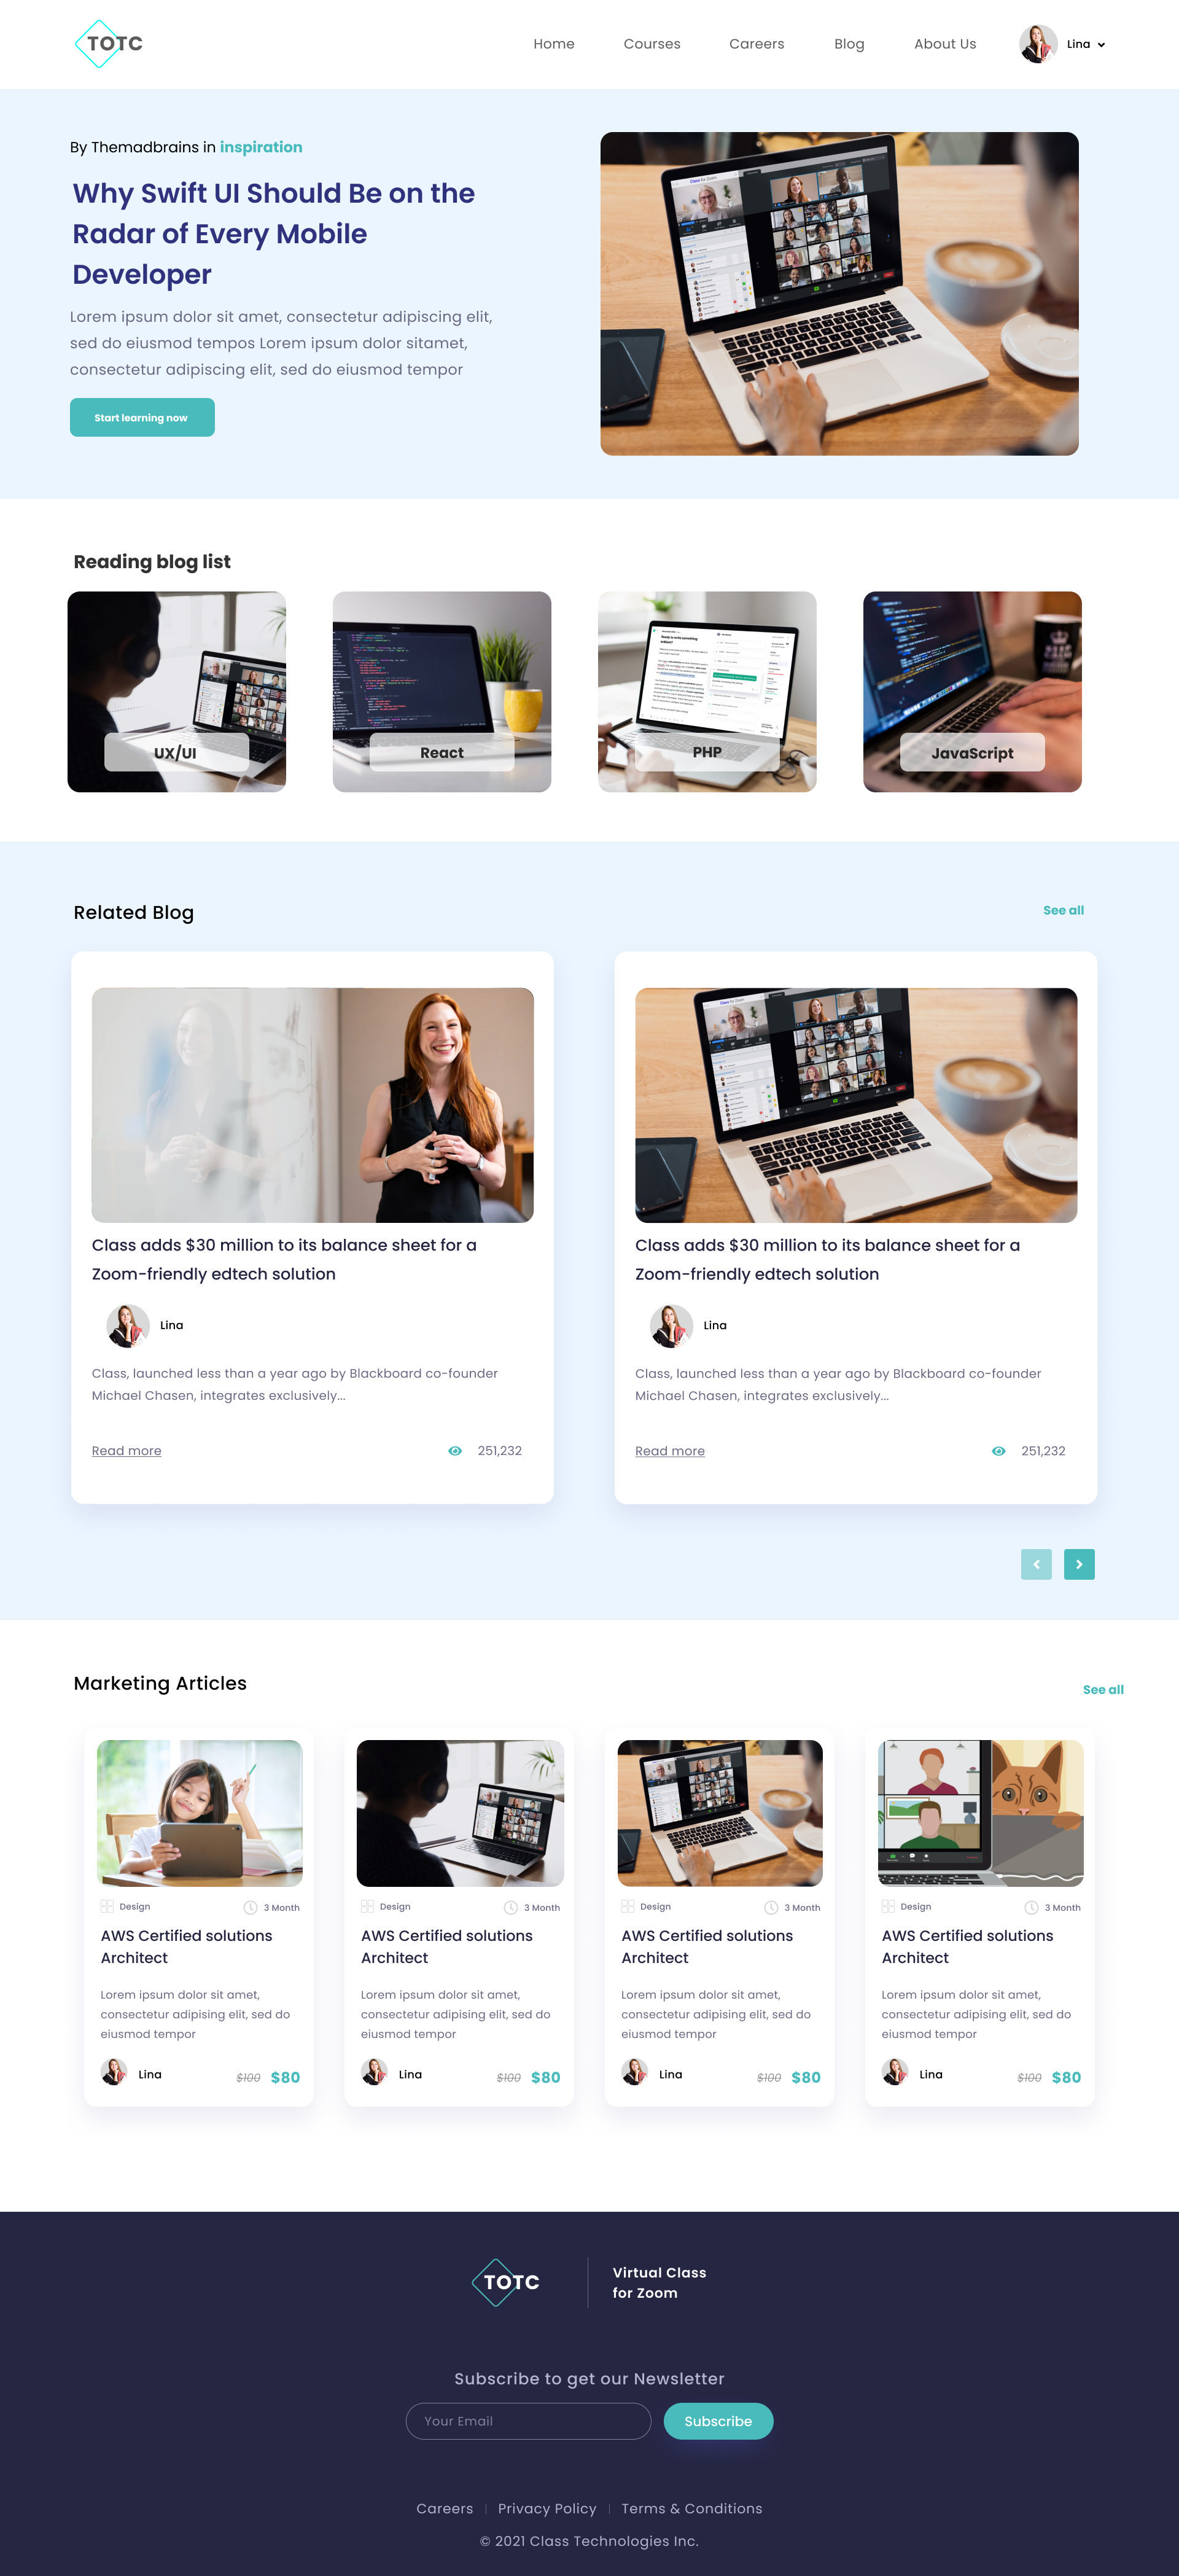 TOTC
Home
Courses
Careers
Blog
About Us
Lina
By Themadbrains in inspiration
Why Swift UI Should Be on the
Radar of Every Mobile
Developer
Lorem ipsum dolor sit amet, consectetur adipiscing elit,
sed do eiusmod tempos Lorem ipsum dolor sitamet,
consectetur adipiscing elit, sed do eiusmod tempor
Start learning now
Reading blog list
UX/UI
React
PHP
JavaScript
Related Blog
See all
Class adds $30 million to its balance sheet for a
Zoom-friendly edtech solution
Lina
Class, launched less than a year ago by Blackboard co-founder
Michael Chasen, integrates exclusively...
Read more
251,232
Class adds $30 million to its balance sheet for a
Zoom-friendly edtech solution
Lina
Class, launched less than a year ago by Blackboard co-founder
Michael Chasen, integrates exclusively...
Read more
251,232
Marketing Articles
See all
Design
3 Month
AWS Certified solutions
Architect
Lorem ipsum dolor sit amet,
consectetur adipising elit, sed do
eiusmod tempor
Lina
$100
$80
Design
3 Month
AWS Certified solutions
Architect
Lorem ipsum dolor sit amet,
consectetur adipising elit, sed do
eiusmod tempor
Lina
$100
$80
Design
3 Month
AWS Certified solutions
Architect
Lorem ipsum dolor sit amet,
consectetur adipising elit, sed do
eiusmod tempor
Lina
$100
$80
Design
3 Month
AWS Certified solutions
Architect
Lorem ipsum dolor sit amet,
consectetur adipising elit, sed do
eiusmod tempor
Lina
$100
$80
TOTC
Virtual Class
for Zoom
Subscribe to get our Newsletter
Your Email
Subscribe
Careers
Privacy Policy
Terms & Conditions
© 2021 Class Technologies Inc.